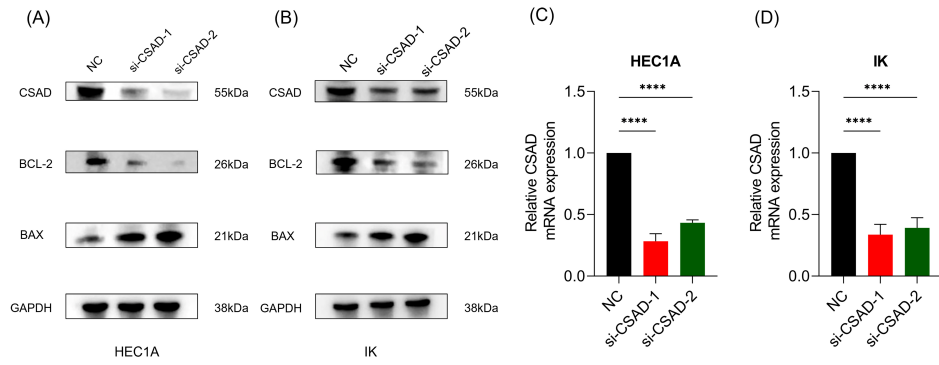 (A)
NC
si-CSAD-1
si-CSAD-2
CSAD
55kDa
BCL-2
26kDa
BAX
21kDa
GAPDH
38kDa
HEC1A
(B)
NC
si-CSAD-1
si-CSAD-2
CSAD
55kDa
BCL-2
26kDa
BAX
21kDa
GAPDH
38kDa
IK
(C)
HEC1A
Relative CSAD
mRNA expression
1.5
1.0
0.5
0.0
****
****
NC
si-CSAD-1
si-CSAD-2
(D)
IK
Relative CSAD
mRNA expression
1.5
1.0
0.5
0.0
****
****
NC
si-CSAD-1
si-CSAD-2